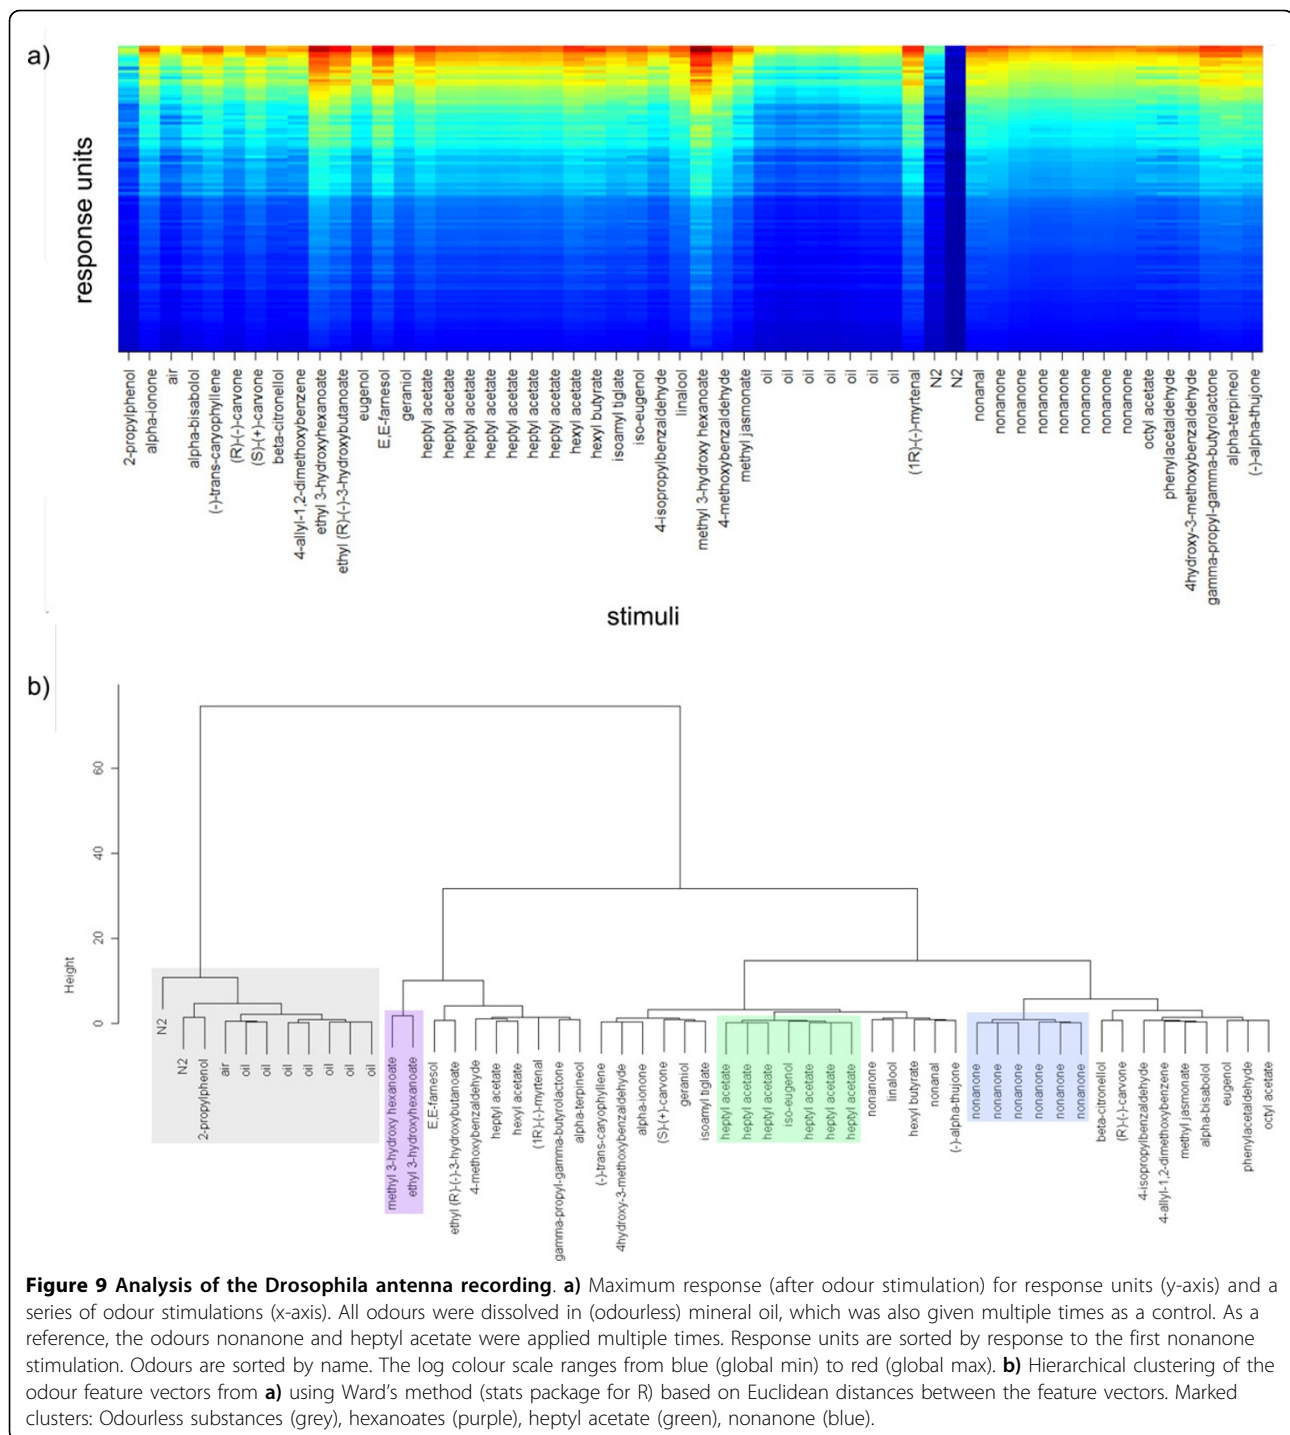 a)
response units
2-propylphenol
alpha-ionone
air
alpha-bisabolol
(-)-trans-caryophyllene
(R)-(-)-carvone
(S)-(+)-carvone
beta-citronellol
4-allyl-1,2-dimethoxybenzene
ethyl 3-hydroxyhexanoate
ethyl (R)-(-)-3-hydroxybutanoate
eugenol
E,E-farnesol
geraniol
heptyl acetate
heptyl acetate
heptyl acetate
heptyl acetate
heptyl acetate
heptyl acetate
heptyl acetate
hexyl acetate
hexyl butyrate
isoamyl tiglate
iso-eugenol
4-isopropylbenzaldehyde
linalool
methyl 3-hydroxy hexanoate
4-methoxybenzaldehyde
methyl jasmonate
oil
oil
oil
oil
oil
oil
oil
(1R)-(-)-myrtenal
N2
N2
nonanal
nonanone
nonanone
nonanone
nonanone
nonanone
nonanone
nonanone
octyl acetate
phenylacetaldehyde
4hydroxy-3-methoxybenzaldehyde
gamma-propyl-gamma-butyrolactone
alpha-terpineol
(-)-alpha-thujone
stimuli
b)
Height
60
40
20
0
N2
N2
2-propylphenol
air
oil
oil
oil
oil
oil
oil
oil
methyl 3-hydroxy hexanoate
ethyl 3-hydroxyhexanoate
E,E-farnesol
ethyl (R)-(-)-3-hydroxybutanoate
4-methoxybenzaldehyde
heptyl acetate
hexyl acetate
(1R)-(-)-myrtenal
gamma-propyl-gamma-butyrolactone
alpha-terpineol
(-)-trans-caryophyllene
4hydroxy-3-methoxybenzaldehyde
alpha-ionone
(S)-(+)-carvone
geraniol
isoamyl tiglate
heptyl acetate
heptyl acetate
heptyl acetate
iso-eugenol
heptyl acetate
heptyl acetate
heptyl acetate
nonanone
linalool
hexyl butyrate
nonanal
(-)-alpha-thujone
nonanone
nonanone
nonanone
nonanone
nonanone
nonanone
beta-citronellol
(R)-(-)-carvone
4-isopropylbenzaldehyde
4-allyl-1,2-dimethoxybenzene
methyl jasmonate
alpha-bisabolol
eugenol
phenylacetaldehyde
octyl acetate
Figure 9 Analysis of the Drosophila antenna recording. a) Maximum response (after odour stimulation) for response units (y-axis) and a
series of odour stimulations (x-axis). All odours were dissolved in (odourless) mineral oil, which was also given multiple times as a control. As a
reference, the odours nonanone and heptyl acetate were applied multiple times. Response units are sorted by response to the first nonanone
stimulation. Odours are sorted by name. The log colour scale ranges from blue (global min) to red (global max). b) Hierarchical clustering of the
odour feature vectors from a) using Ward's method (stats package for R) based on Euclidean distances between the feature vectors. Marked
clusters: Odourless substances (grey), hexanoates (purple), heptyl acetate (green), nonanone (blue).